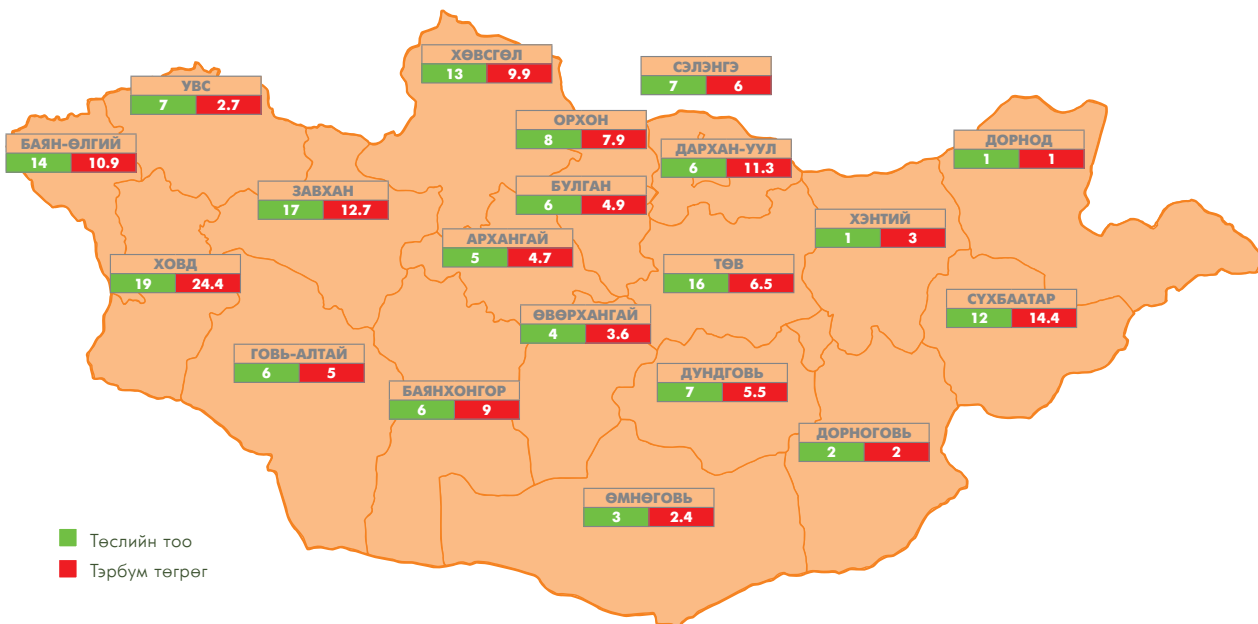 ХӨВСГӨЛ
13 9.9
СЭЛЭНГЭ
7 6
УВС
7 2.7
ОРХОН
8 7.9
БАЯН-ӨЛГИЙ
14 10.9
ДАРХАН-УУЛ
6 11.3
ДОРНОД
1 1
ЗАВХАН
17 12.7
БУЛГАН
6 4.9
ХЭНТИЙ
1 3
АРХАНГАЙ
5 4.7
ХОВД
19 24.4
ТӨВ
16 6.5
СҮХБААТАР
12 14.4
ӨВӨРХАНГАЙ
4 3.6
ГОВЬ-АЛТАЙ
6 5
ДУНДГОВЬ
7 5.5
БАЯНХОНГОР
6 9
ДОРНОГОВЬ
2 2
ӨМНӨГОВЬ
3 2.4
Төслийн тоо
Тэрбум төгрөг